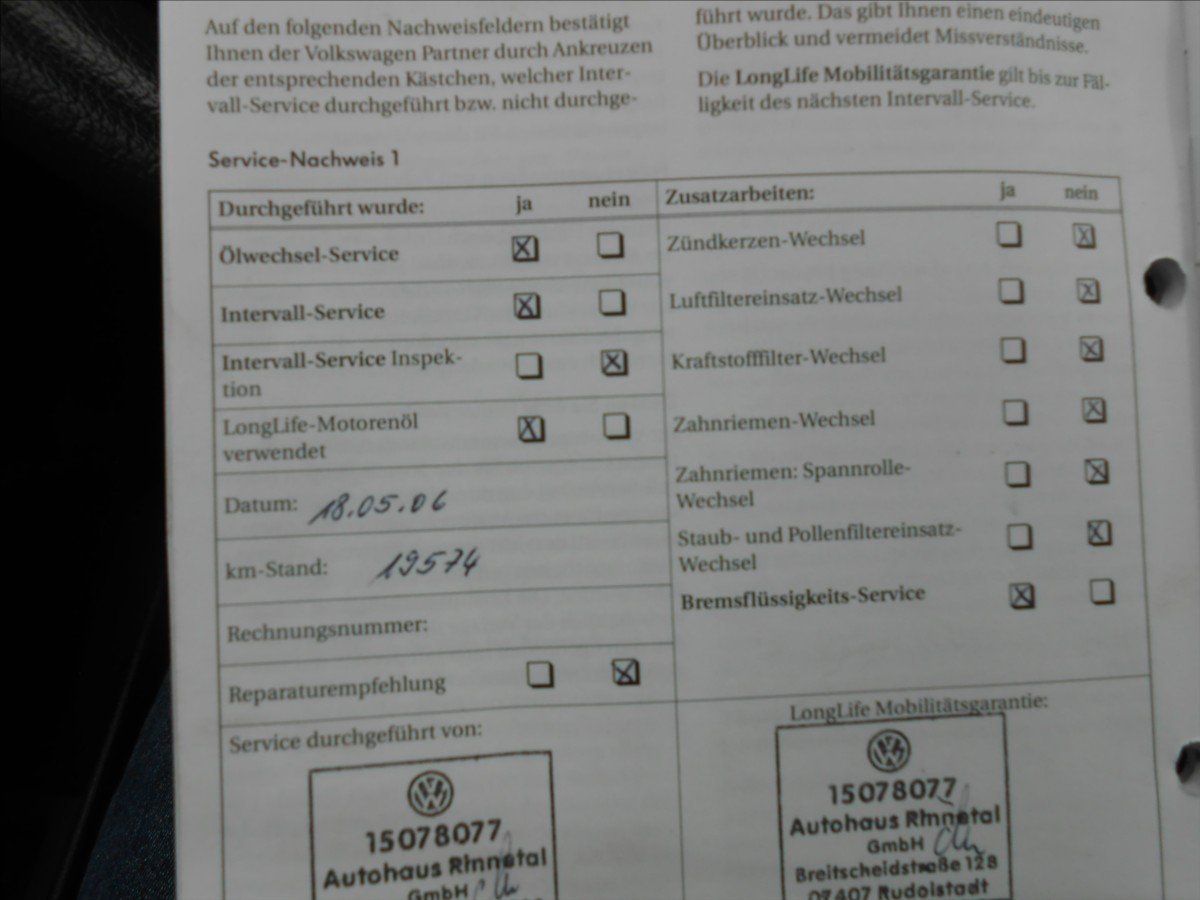 Auf den folgenden Nachweisfeldern bestätigt
Ihnen der Volkswagen Partner durch Ankreuzen
der entsprechenden Kästchen, welcher Inter-
vall-Service durchgeführt bzw. nicht durchge-
führt wurde. Das gibt Ihnen einen eindeutigen
Überblick und vermeidet Missverständnisse.
Die LongLife Mobilitätsgarantie gilt bis zur Fäl-
ligkeit des nächsten Intervall-Service.
Service-Nachweis 1
Durchgeführt wurde: ja nein
Ölwechsel-Service
Intervall-Service
Intervall-Service Inspek-
tion
LongLife-Motorenöl
verwendet
Datum: 18.05.06
km-Stand: 19574
Rechnungsnummer:
Reparaturempfehlung
Zusatzarbeiten: ja nein
Zündkerzen-Wechsel
Luftfiltereinsatz-Wechsel
Kraftstofffilter-Wechsel
Zahnriemen-Wechsel
Zahnriemen: Spannrolle-
Wechsel
Staub- und Pollenfiltereinsatz-
Wechsel
Bremsflüssigkeits-Service
Service durchgeführt von:
15078077
Autohaus Rinnetal
GmbH
LongLife Mobilitätsgarantie:
15078077
Autohaus Rinnetal
GmbH
Breitscheidstraße 128
07407 Rudolstadt